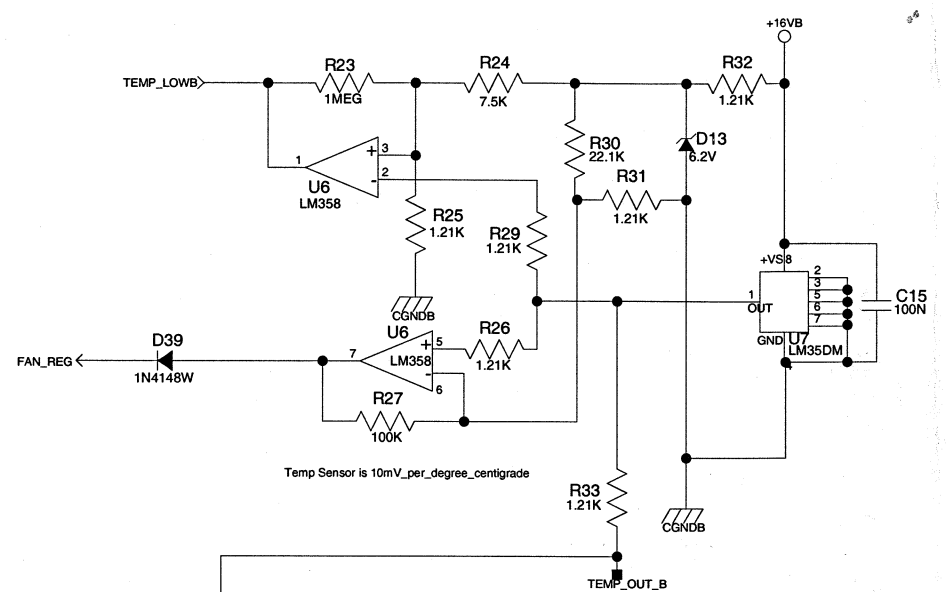 +16VB
TEMP_LOWB
R23
1MEG
R24
7.5K
R32
1.21K
R30
22.1K
D13
6.2V
R31
1.21K
1
+ 3
- 2
U6
LM358
R25
1.21K
R29
1.21K
CGNDB
+VS 8
1
OUT
2
3
5
6
7
GND
4
U7
LM35DM
C15
100N
FAN_REG
D39
1N4148W
U6
7
LM358
+ 5
- 6
R26
1.21K
R27
100K
Temp Sensor is 10mV_per_degree_centigrade
R33
1.21K
CGNDB
TEMP_OUT_B